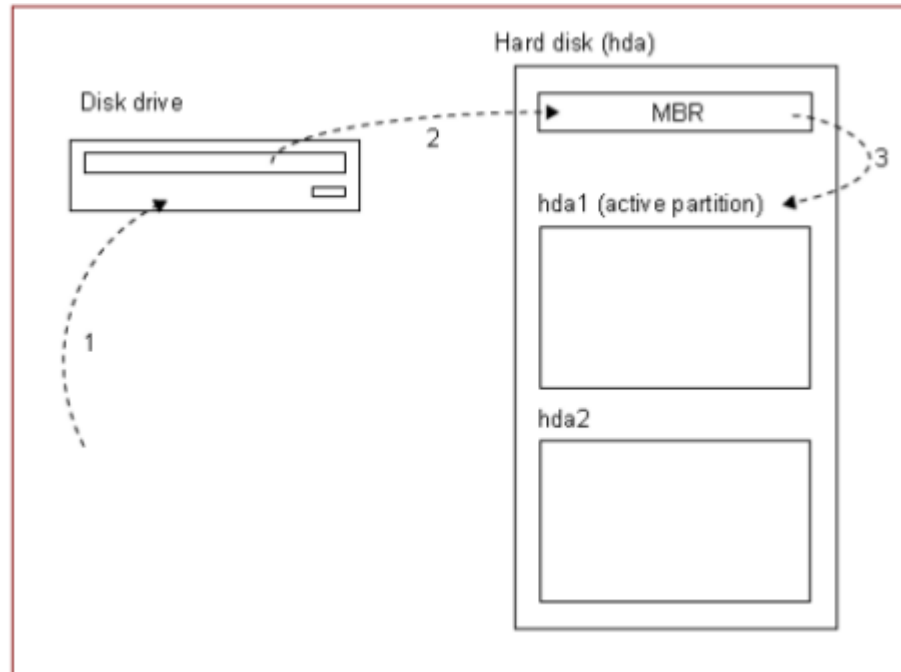 Hard disk (hda)
Disk drive
MBR
2
3
hda1 (active partition)
1
hda2